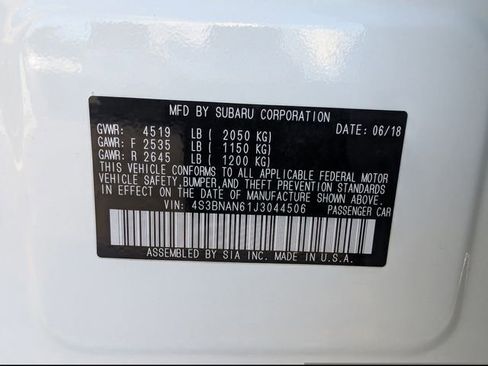 MFD BY SUBARU CORPORATION
GVWR: 4519 LB ( 2050 KG) DATE: 06/18
GAWR: F 2535 LB ( 1150 KG)
GAWR: R 2645 LB ( 1200 KG)
THIS VEHICLE CONFORMS TO ALL APPLICABLE FEDERAL MOTOR
VEHICLE SAFETY,BUMPER,AND THEFT PREVENTION STANDARDS
IN EFFECT ON THE DATE OF MANUFACTURE SHOWN ABOVE.
VIN: 4S3BNAN61J3044506 PASSENGER CAR
ASSEMBLED BY SIA INC. MADE IN U.S.A.